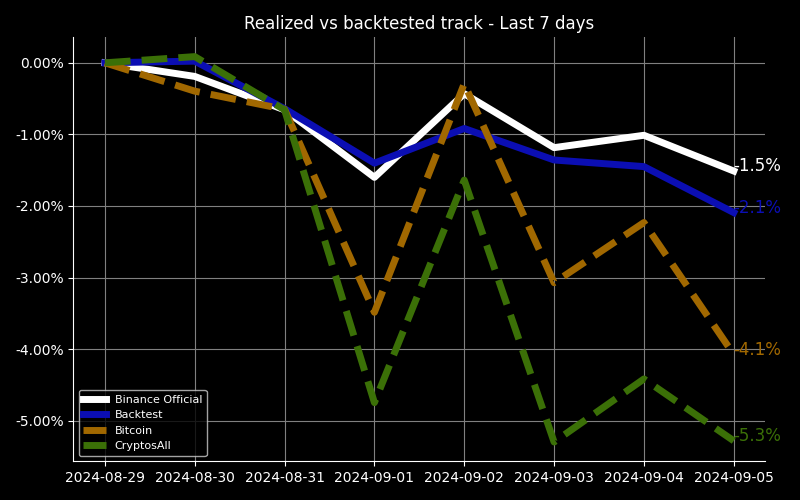 Realized vs backtested track - Last 7 days
0.00%
-1.00%
-2.00%
-3.00%
-4.00%
-5.00%
-1.5%
-2.1%
-4.1%
-5.3%
Binance Official
Backtest
Bitcoin
CryptosAll
2024-08-29 2024-08-30 2024-08-31 2024-09-01 2024-09-02 2024-09-03 2024-09-04 2024-09-05